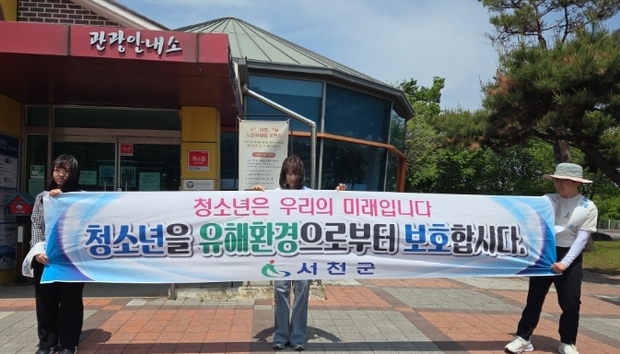 관광안내소
청소년은 우리의 미래입니다
청소년을 유해환경으로부터 보호합시다.
서천군